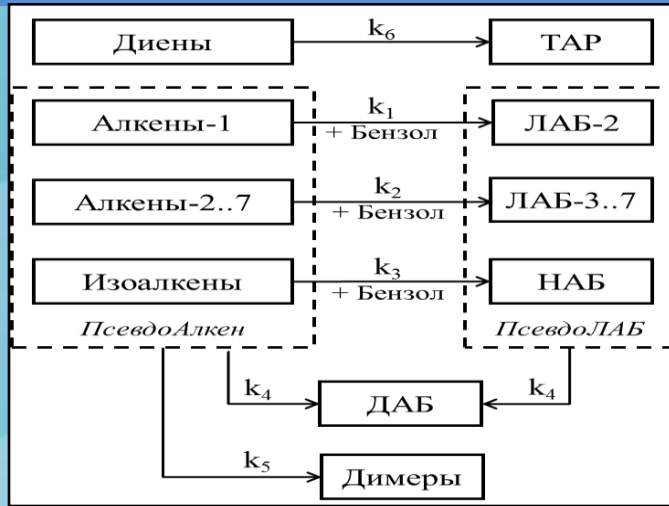 Диены
k6
ТАР
Алкены-1
k1
+ Бензол
ЛАБ-2
Алкены-2..7
k2
+ Бензол
ЛАБ-3..7
Изоалкены
k3
+ Бензол
НАБ
ПсевдоАлкен
ПсевдоЛАБ
k4
ДАБ
k4
k5
Димеры